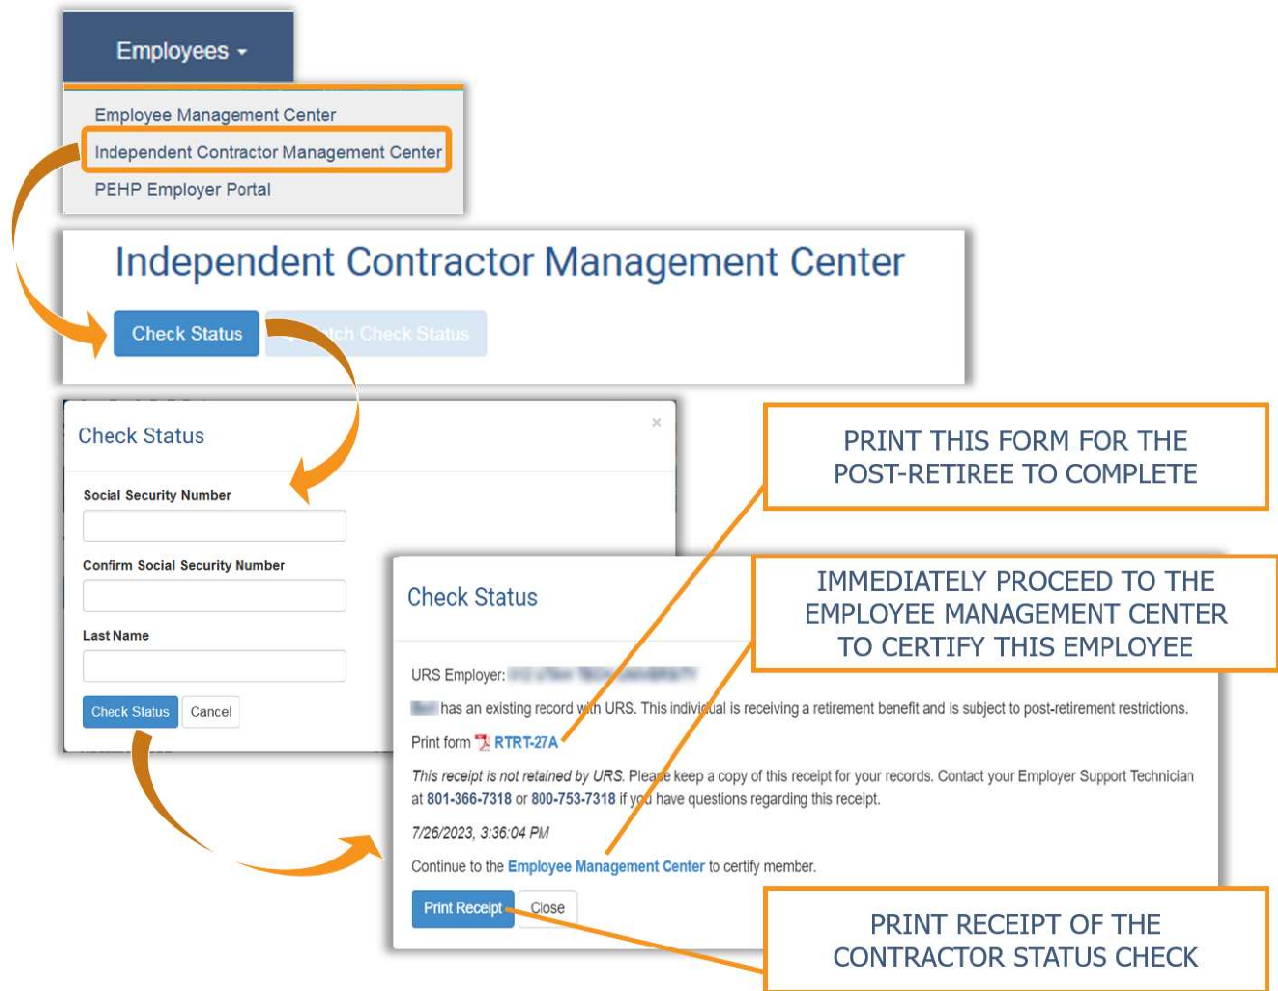 Employees
Employee Management Center
Independent Contractor Management Center
PEHP Employer Portal
Independent Contractor Management Center
Check Status
Check Status
Check Status
×
Social Security Number
Confirm Social Security Number
Last Name
Check Status
Cancel
PRINT THIS FORM FOR THE
POST-RETIREE TO COMPLETE
Check Status
IMMEDIATELY PROCEED TO THE
EMPLOYEE MANAGEMENT CENTER
TO CERTIFY THIS EMPLOYEE
URS Employer:
has an existing record with URS. This individual is receiving a retirement benefit and is subject to post-retirement restrictions.
Print form RTRT-27A
This receipt is not retained by URS. Please keep a copy of this receipt for your records. Contact your Employer Support Technician
at 801-366-7318 or 800-753-7318 if you have questions regarding this receipt.
7/26/2023, 3:36:04 PM
Continue to the Employee Management Center to certify member.
Print Receipt
Close
PRINT RECEIPT OF THE
CONTRACTOR STATUS CHECK